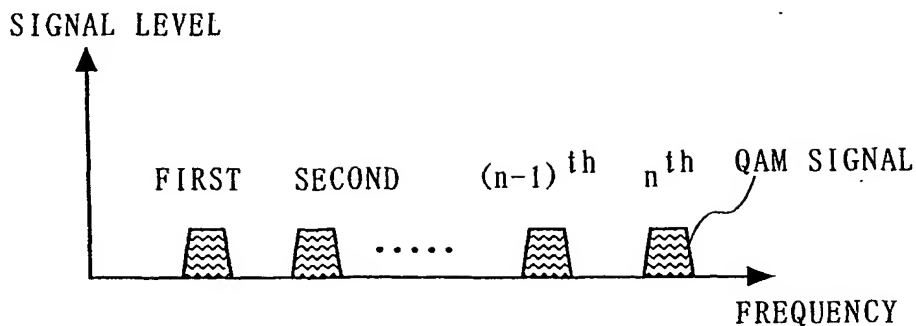 SIGNAL LEVEL
FIRST SECOND (n-1)th nth QAM SIGNAL
.....
FREQUENCY